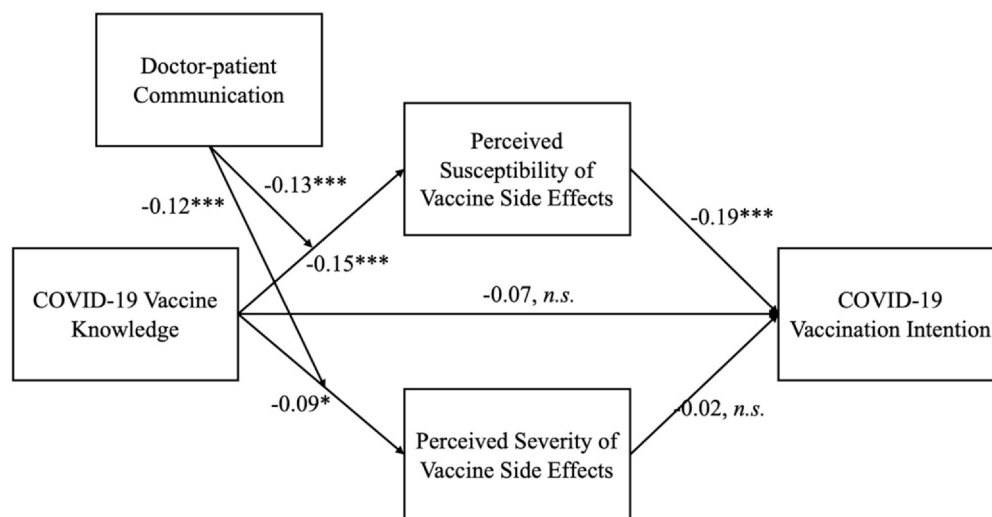 Doctor-patient
Communication
Perceived
Susceptibility of
Vaccine Side Effects
-0.13***
-0.12***
-0.19***
-0.15***
COVID-19 Vaccine
Knowledge
-0.07, n.s.
COVID-19
Vaccination Intention
-0.09*
-0.02, n.s.
Perceived Severity of
Vaccine Side Effects